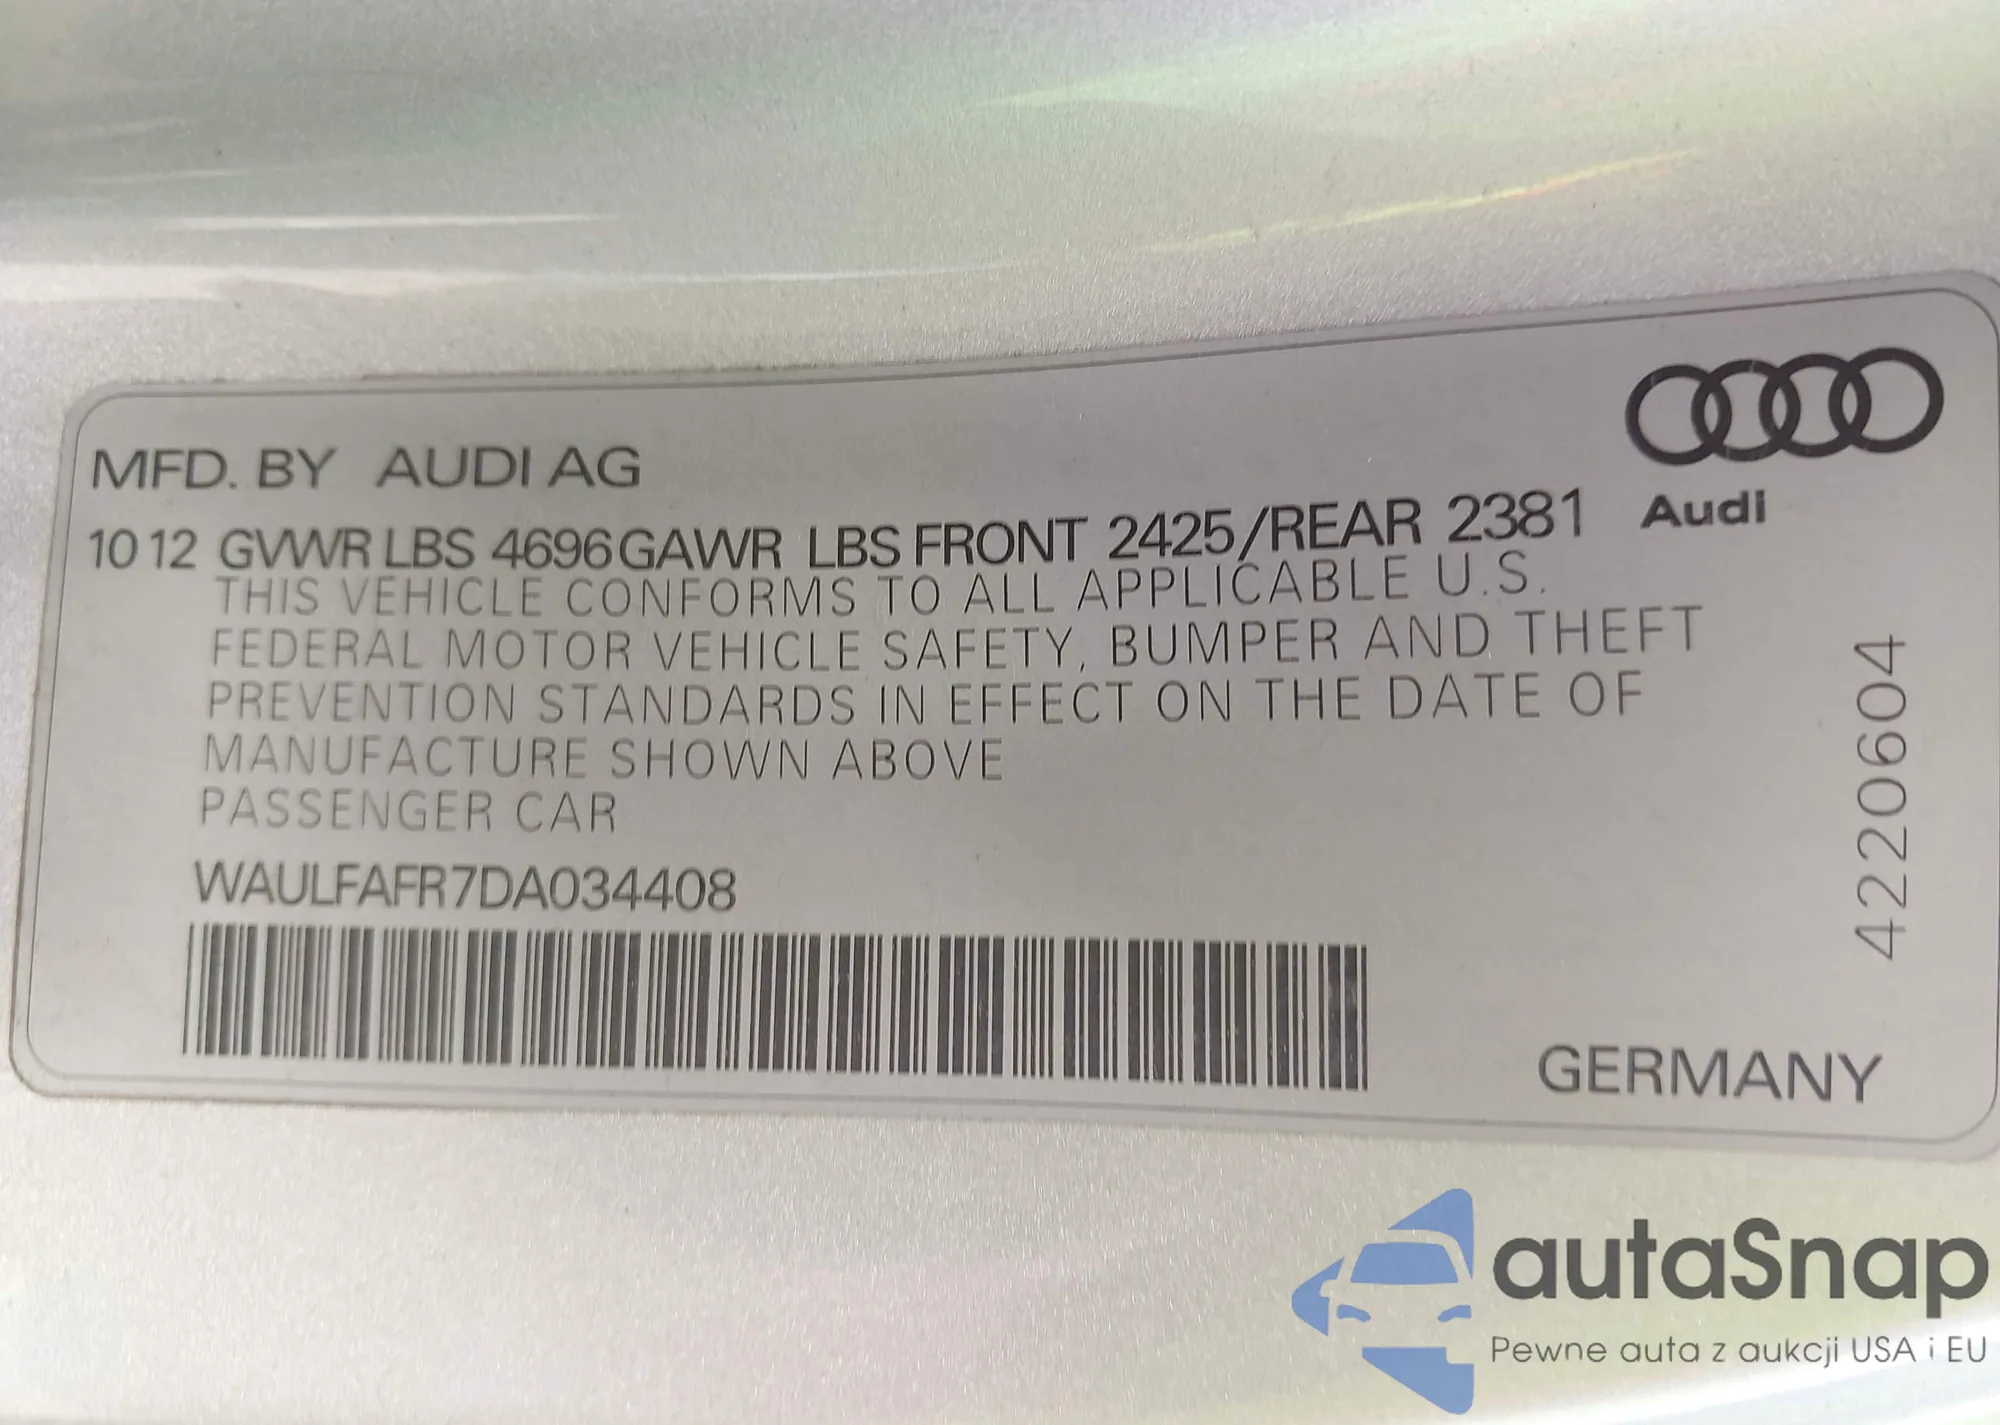 MFD. BY AUDI AG
1012 GVWR LBS 4696 GAWR LBS FRONT 2425/REAR 2381
Audi
THIS VEHICLE CONFORMS TO ALL APPLICABLE U.S.
FEDERAL MOTOR VEHICLE SAFETY, BUMPER AND THEFT
PREVENTION STANDARDS IN EFFECT ON THE DATE OF
MANUFACTURE SHOWN ABOVE
PASSENGER CAR
WAULFAFR7DA034408
4220604
GERMANY
autaSnap
Pewne auta z aukcji USA i EU